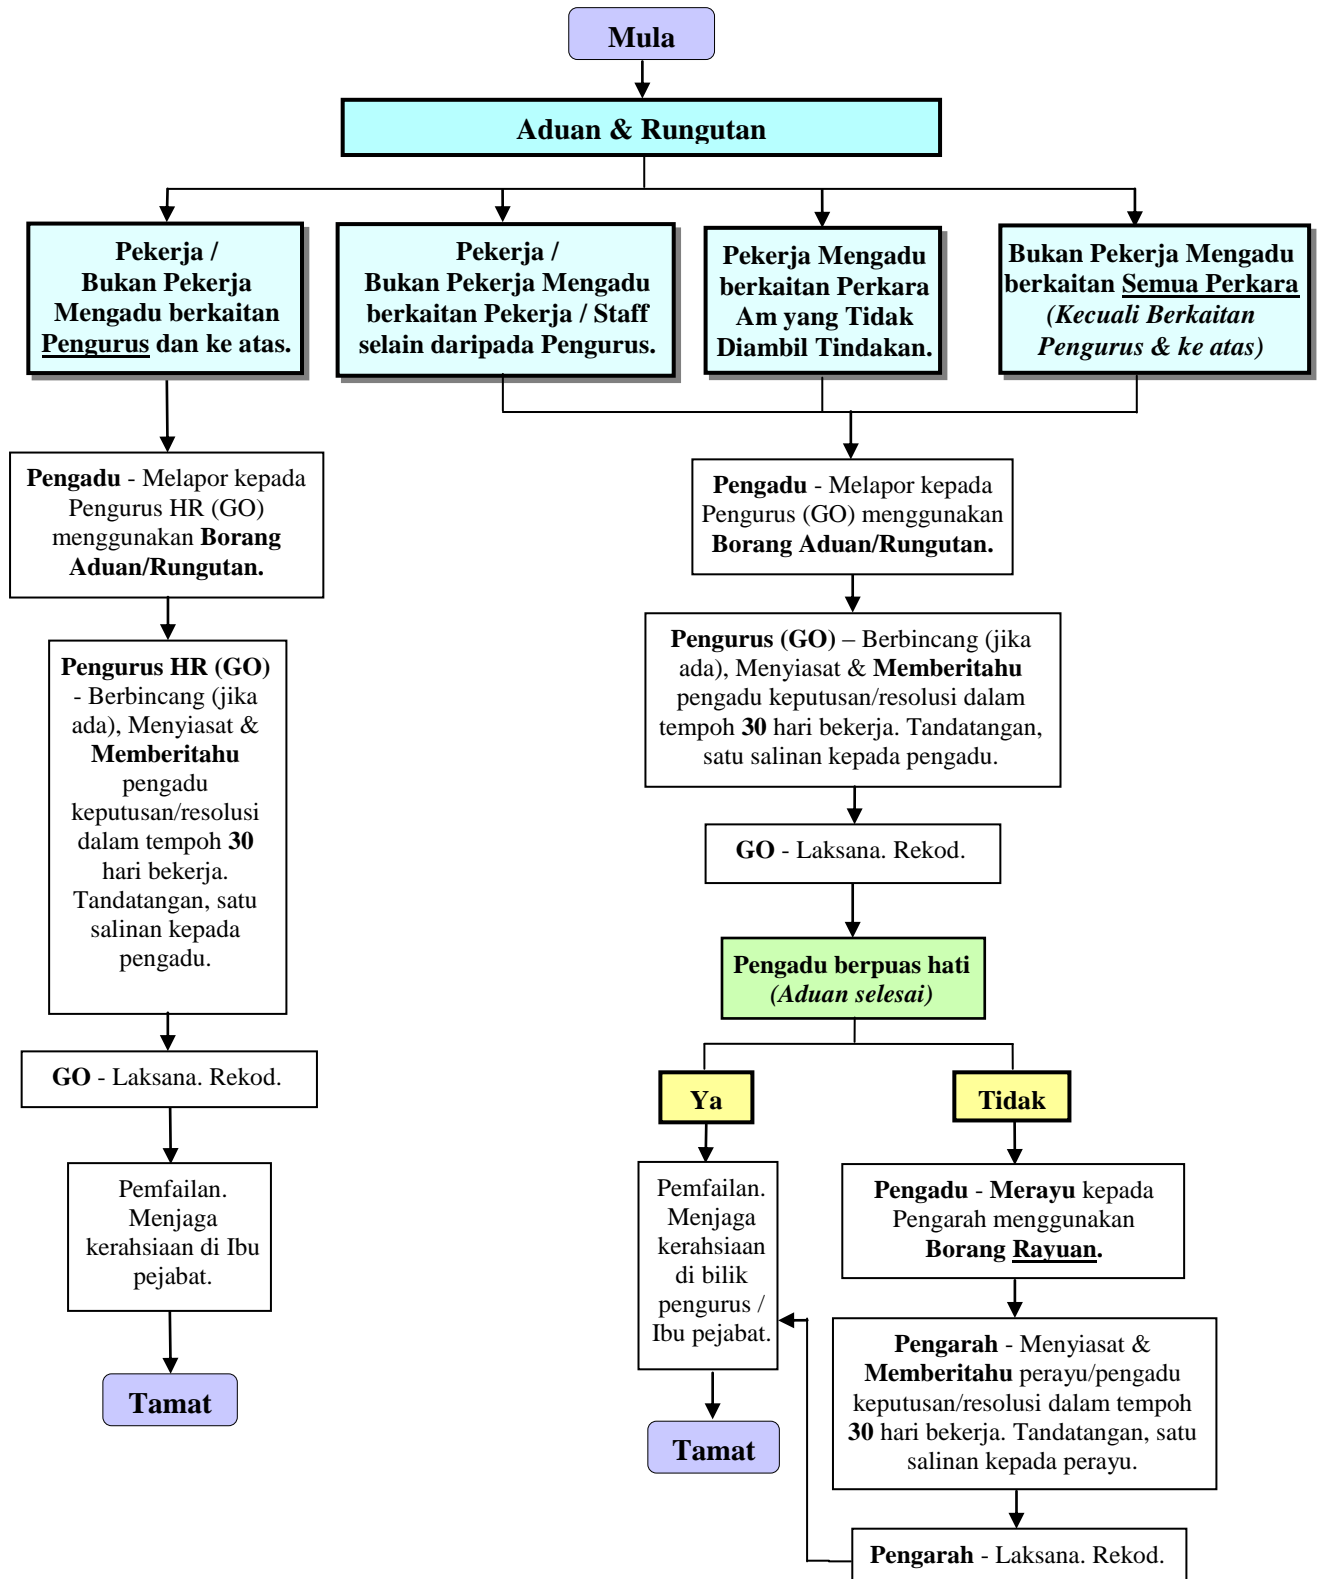 Mula
Aduan & Rungutan
Pekerja /
Bukan Pekerja
Mengadu berkaitan
Pengurus dan ke atas.
Pekerja /
Bukan Pekerja Mengadu
berkaitan Pekerja / Staff
selain daripada Pengurus.
Pekerja Mengadu
berkaitan Perkara
Am yang Tidak
Diambil Tindakan.
Bukan Pekerja Mengadu
berkaitan Semua Perkara
(Kecuali Berkaitan
Pengurus & ke atas)
Pengadu - Melapor kepada
Pengurus HR (GO)
menggunakan Borang
Aduan/Rungutan.
Pengurus HR (GO)
- Berbincang (jika
ada), Menyiasat &
Memberitahu
pengadu
keputusan/resolusi
dalam tempoh 30
hari bekerja.
Tandatangan, satu
salinan kepada
pengadu.
GO - Laksana. Rekod.
Pemfailan.
Menjaga
kerahsiaan di Ibu
pejabat.
Tamat
Pengadu - Melapor kepada
Pengurus (GO) menggunakan
Borang Aduan/Rungutan.
Pengurus (GO) – Berbincang (jika
ada), Menyiasat & Memberitahu
pengadu keputusan/resolusi dalam
tempoh 30 hari bekerja. Tandatangan,
satu salinan kepada pengadu.
GO - Laksana. Rekod.
Pengadu berpuas hati
(Aduan selesai)
Ya
Pemfailan.
Menjaga
kerahsiaan
di bilik
pengurus /
Ibu pejabat.
Tamat
Tidak
Pengadu - Merayu kepada
Pengarah menggunakan
Borang Rayuan.
Pengarah - Menyiasat &
Memberitahu perayu/pengadu
keputusan/resolusi dalam tempoh
30 hari bekerja. Tandatangan, satu
salinan kepada perayu.
Pengarah - Laksana. Rekod.